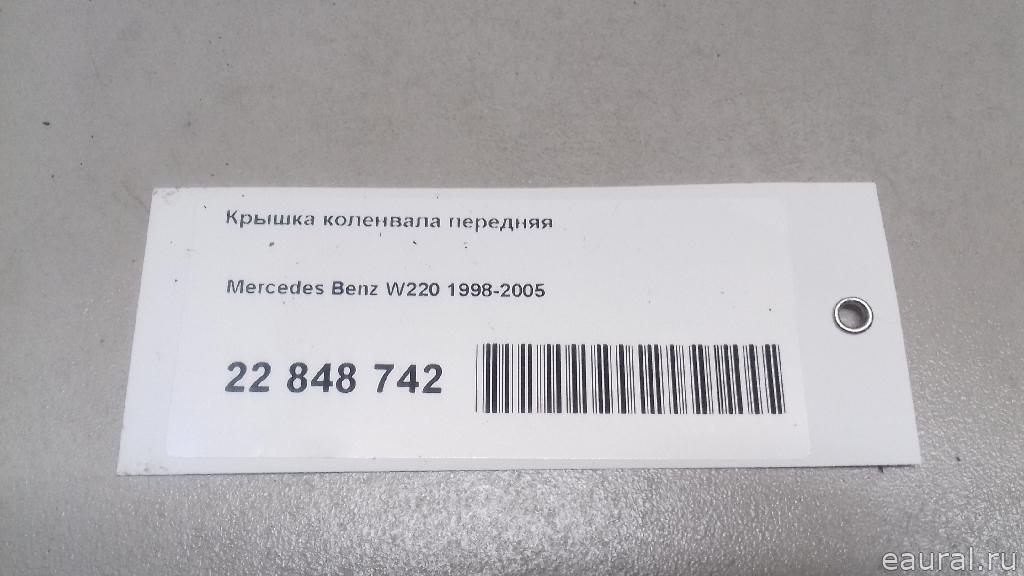 Крышка коленвала передняя
Mercedes Benz W220 1998-2005
22 848 742
eaural.ru